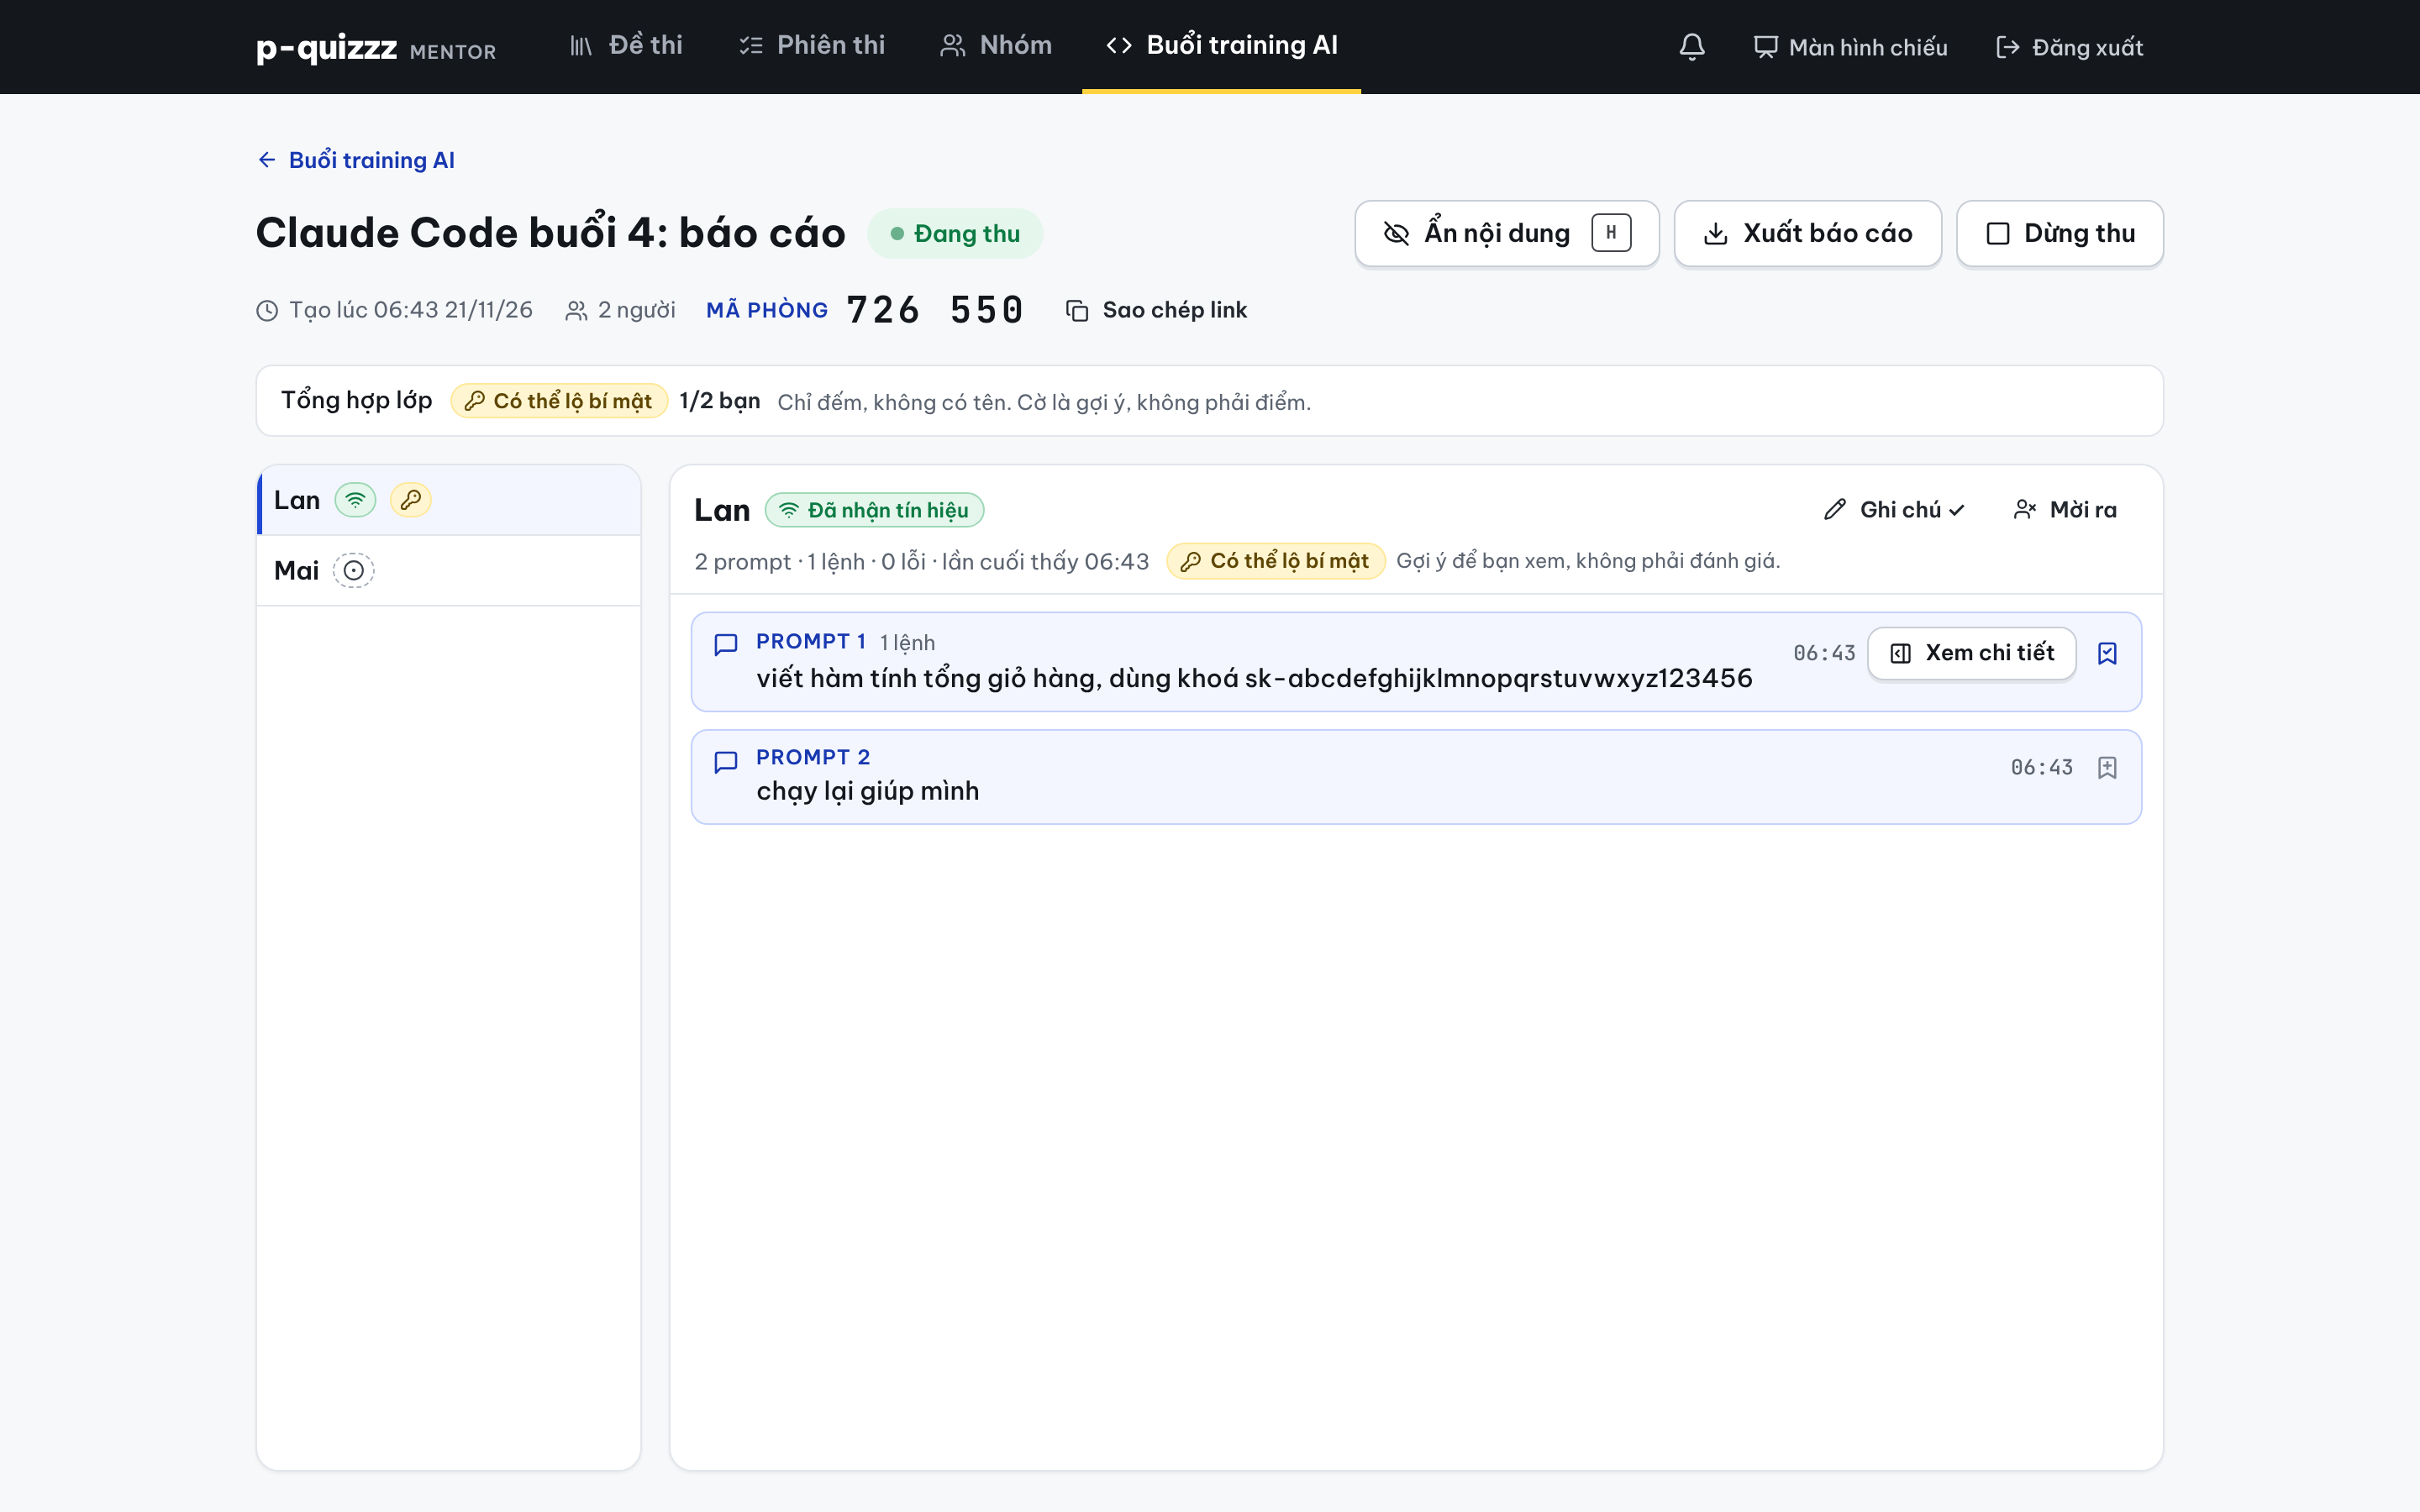 p-quizzz MENTOR Đề thi Phiên thi Nhóm Buổi training AI Màn hình chiếu Đăng xuất
Buổi training AI
Claude Code buổi 4: báo cáo Đang thu Ẩn nội dung H Xuất báo cáo Dừng thu
Tạo lúc 06:43 21/11/26 2 người MÃ PHÒNG 726 550 Sao chép link
Tổng hợp lớp Có thể lộ bí mật 1/2 bạn Chỉ đếm, không có tên. Cờ là gợi ý, không phải điểm.
Lan
Mai
Lan Đã nhận tín hiệu Ghi chú Mời ra
2 prompt · 1 lệnh · 0 lỗi · lần cuối thấy 06:43 Có thể lộ bí mật Gợi ý để bạn xem, không phải đánh giá.
PROMPT 1 1 lệnh 06:43 Xem chi tiết
viết hàm tính tổng giỏ hàng, dùng khoá sk-abcdefghijklmnopqrstuvwxyz123456
PROMPT 2 06:43
chạy lại giúp mình